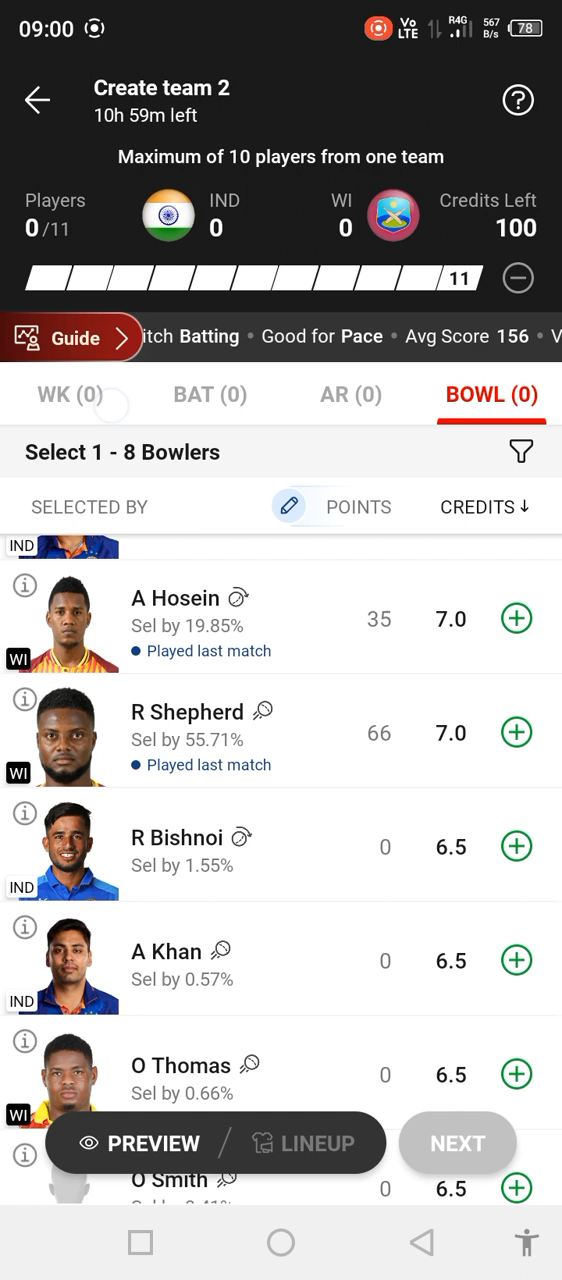 09:00
Vo LTE R4G 567 B/s 78
Create team 2
10h 59m left
Maximum of 10 players from one team
Players IND WI Credits Left
0/11 0 0 100
11
Guide itch Batting • Good for Pace • Avg Score 156 • V
WK (0) BAT (0) AR (0) BOWL (0)
Select 1 - 8 Bowlers
SELECTED BY POINTS CREDITS↓
IND
A Hosein
Sel by 19.85% 35 7.0
Played last match
WI
R Shepherd
Sel by 55.71% 66 7.0
Played last match
WI
R Bishnoi
Sel by 1.55% 0 6.5
IND
A Khan
Sel by 0.57% 0 6.5
IND
O Thomas
Sel by 0.66% 0 6.5
WI
PREVIEW / LINEUP NEXT
O Smith
0 6.5